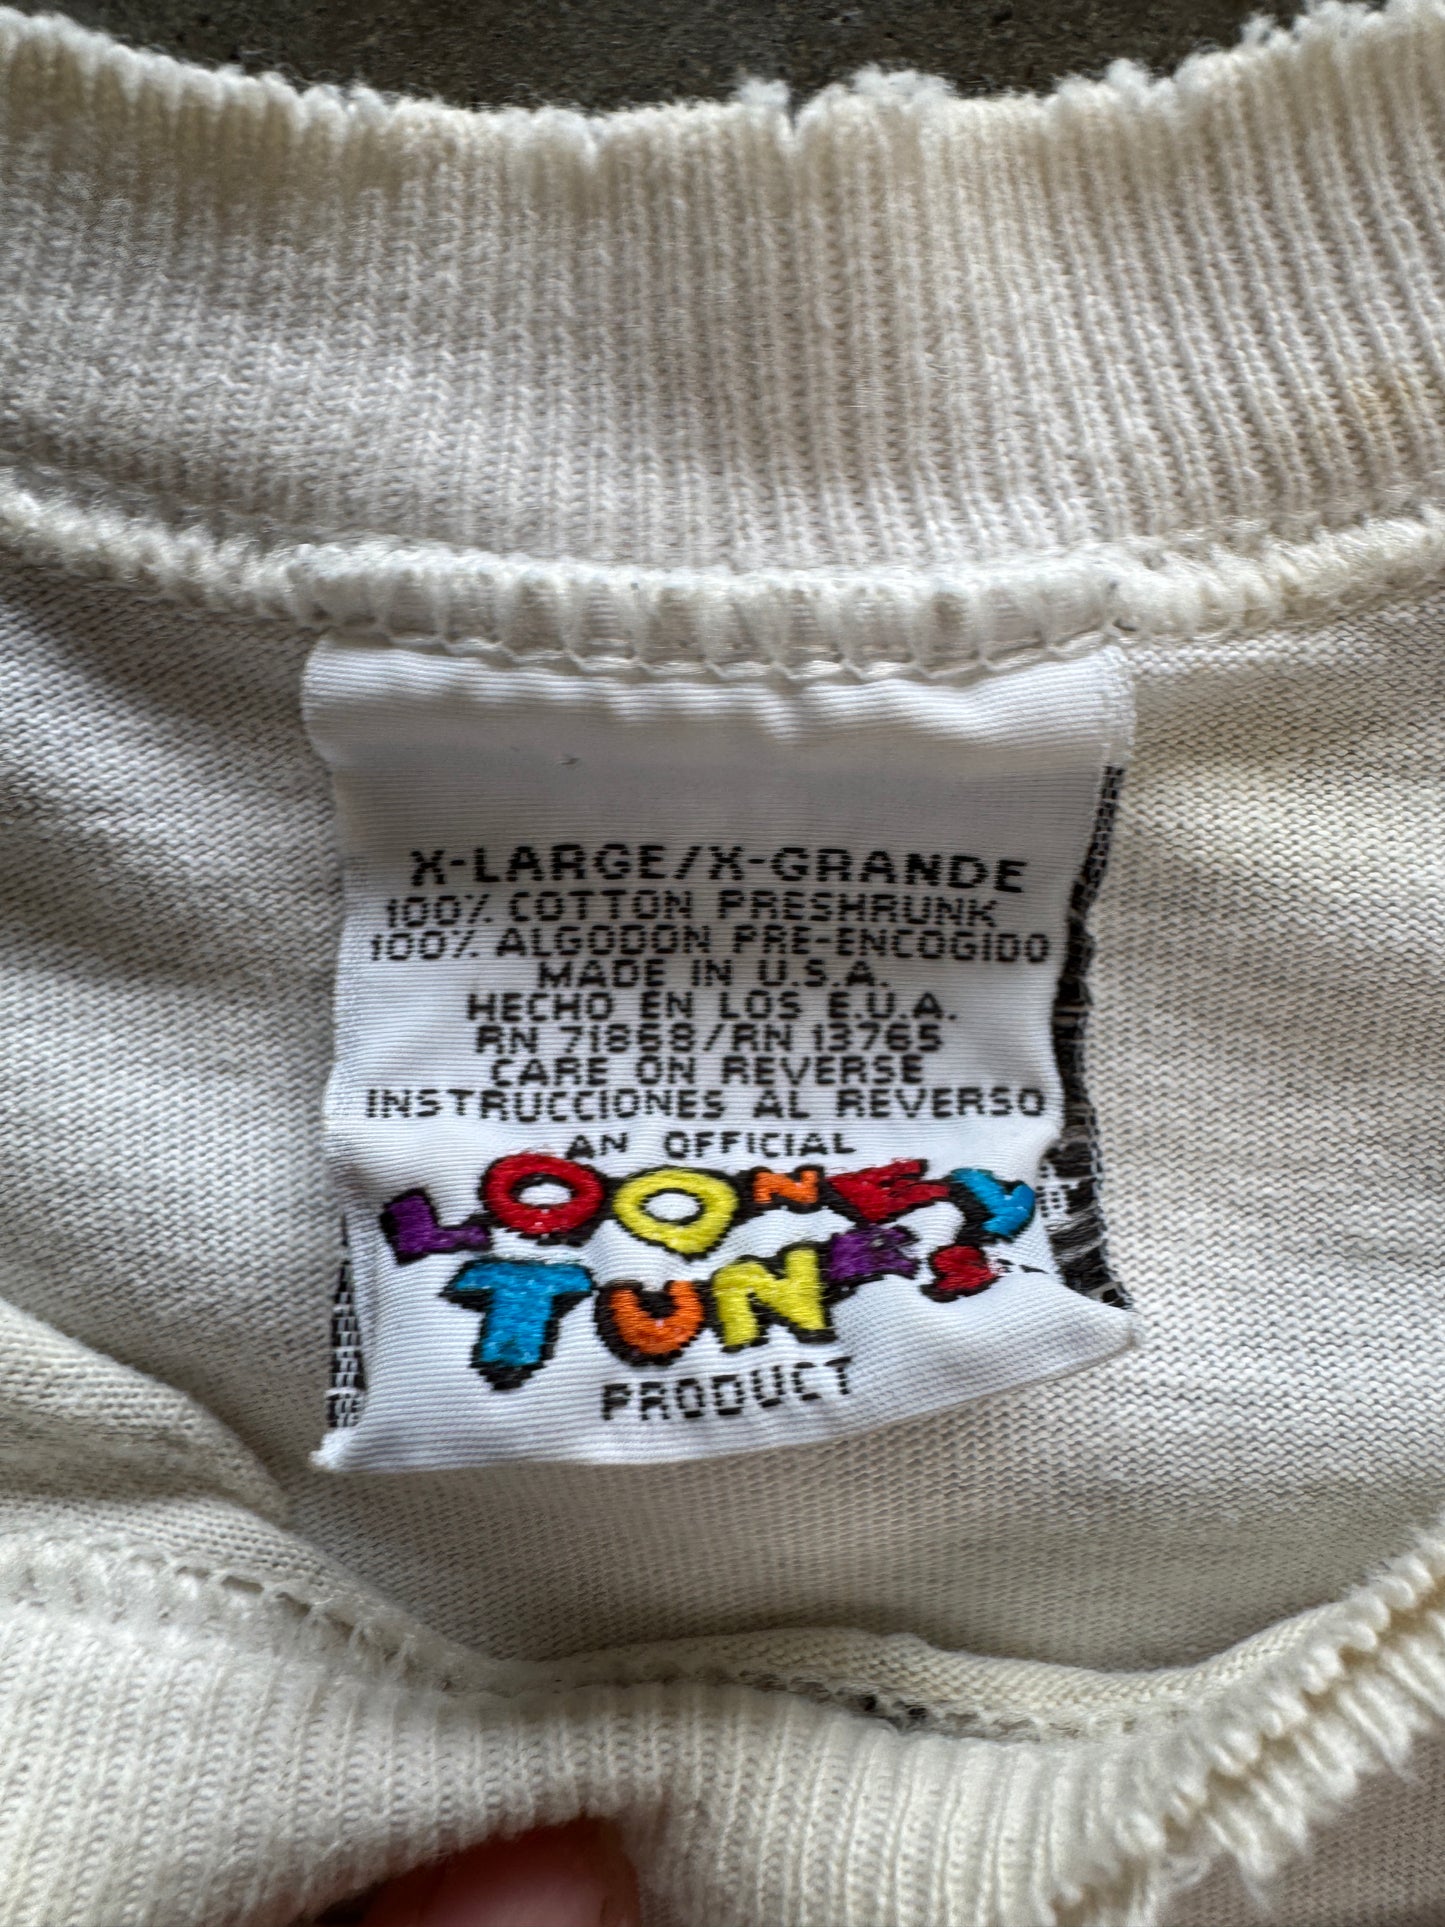 X-LARGE/X-GRANDE
100% COTTON PRESHRUNK
100% ALGODON PRE-ENCOGIDO
MADE IN U.S.A.
HECHO EN LOS E.U.A.
RN 71868/RN 13765
CARE ON REVERSE
INSTRUCCIONES AL REVERSO
AN OFFICIAL
LOONEY
TUNES
PRODUCT